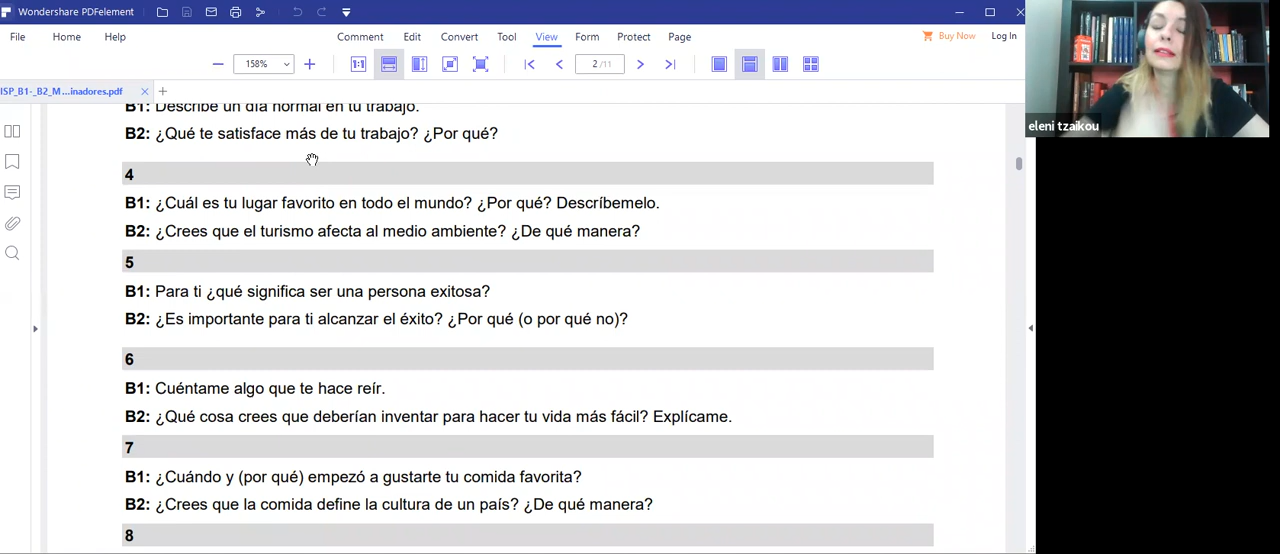 Wondershare PDFelement
File Home Help Comment Edit Convert Tool View Form Protect Page Buy Now Log In
158% 1:1 2 /11
ISP_B1-_B2_M...inadores.pdf
eleni tzaikou
B1: Describe un día normal en tu trabajo.
B2: ¿Qué te satisface más de tu trabajo? ¿Por qué?
4
B1: ¿Cuál es tu lugar favorito en todo el mundo? ¿Por qué? Descríbemelo.
B2: ¿Crees que el turismo afecta al medio ambiente? ¿De qué manera?
5
B1: Para ti ¿qué significa ser una persona exitosa?
B2: ¿Es importante para ti alcanzar el éxito? ¿Por qué (o por qué no)?
6
B1: Cuéntame algo que te hace reír.
B2: ¿Qué cosa crees que deberían inventar para hacer tu vida más fácil? Explícame.
7
B1: ¿Cuándo y (por qué) empezó a gustarte tu comida favorita?
B2: ¿Crees que la comida define la cultura de un país? ¿De qué manera?
8